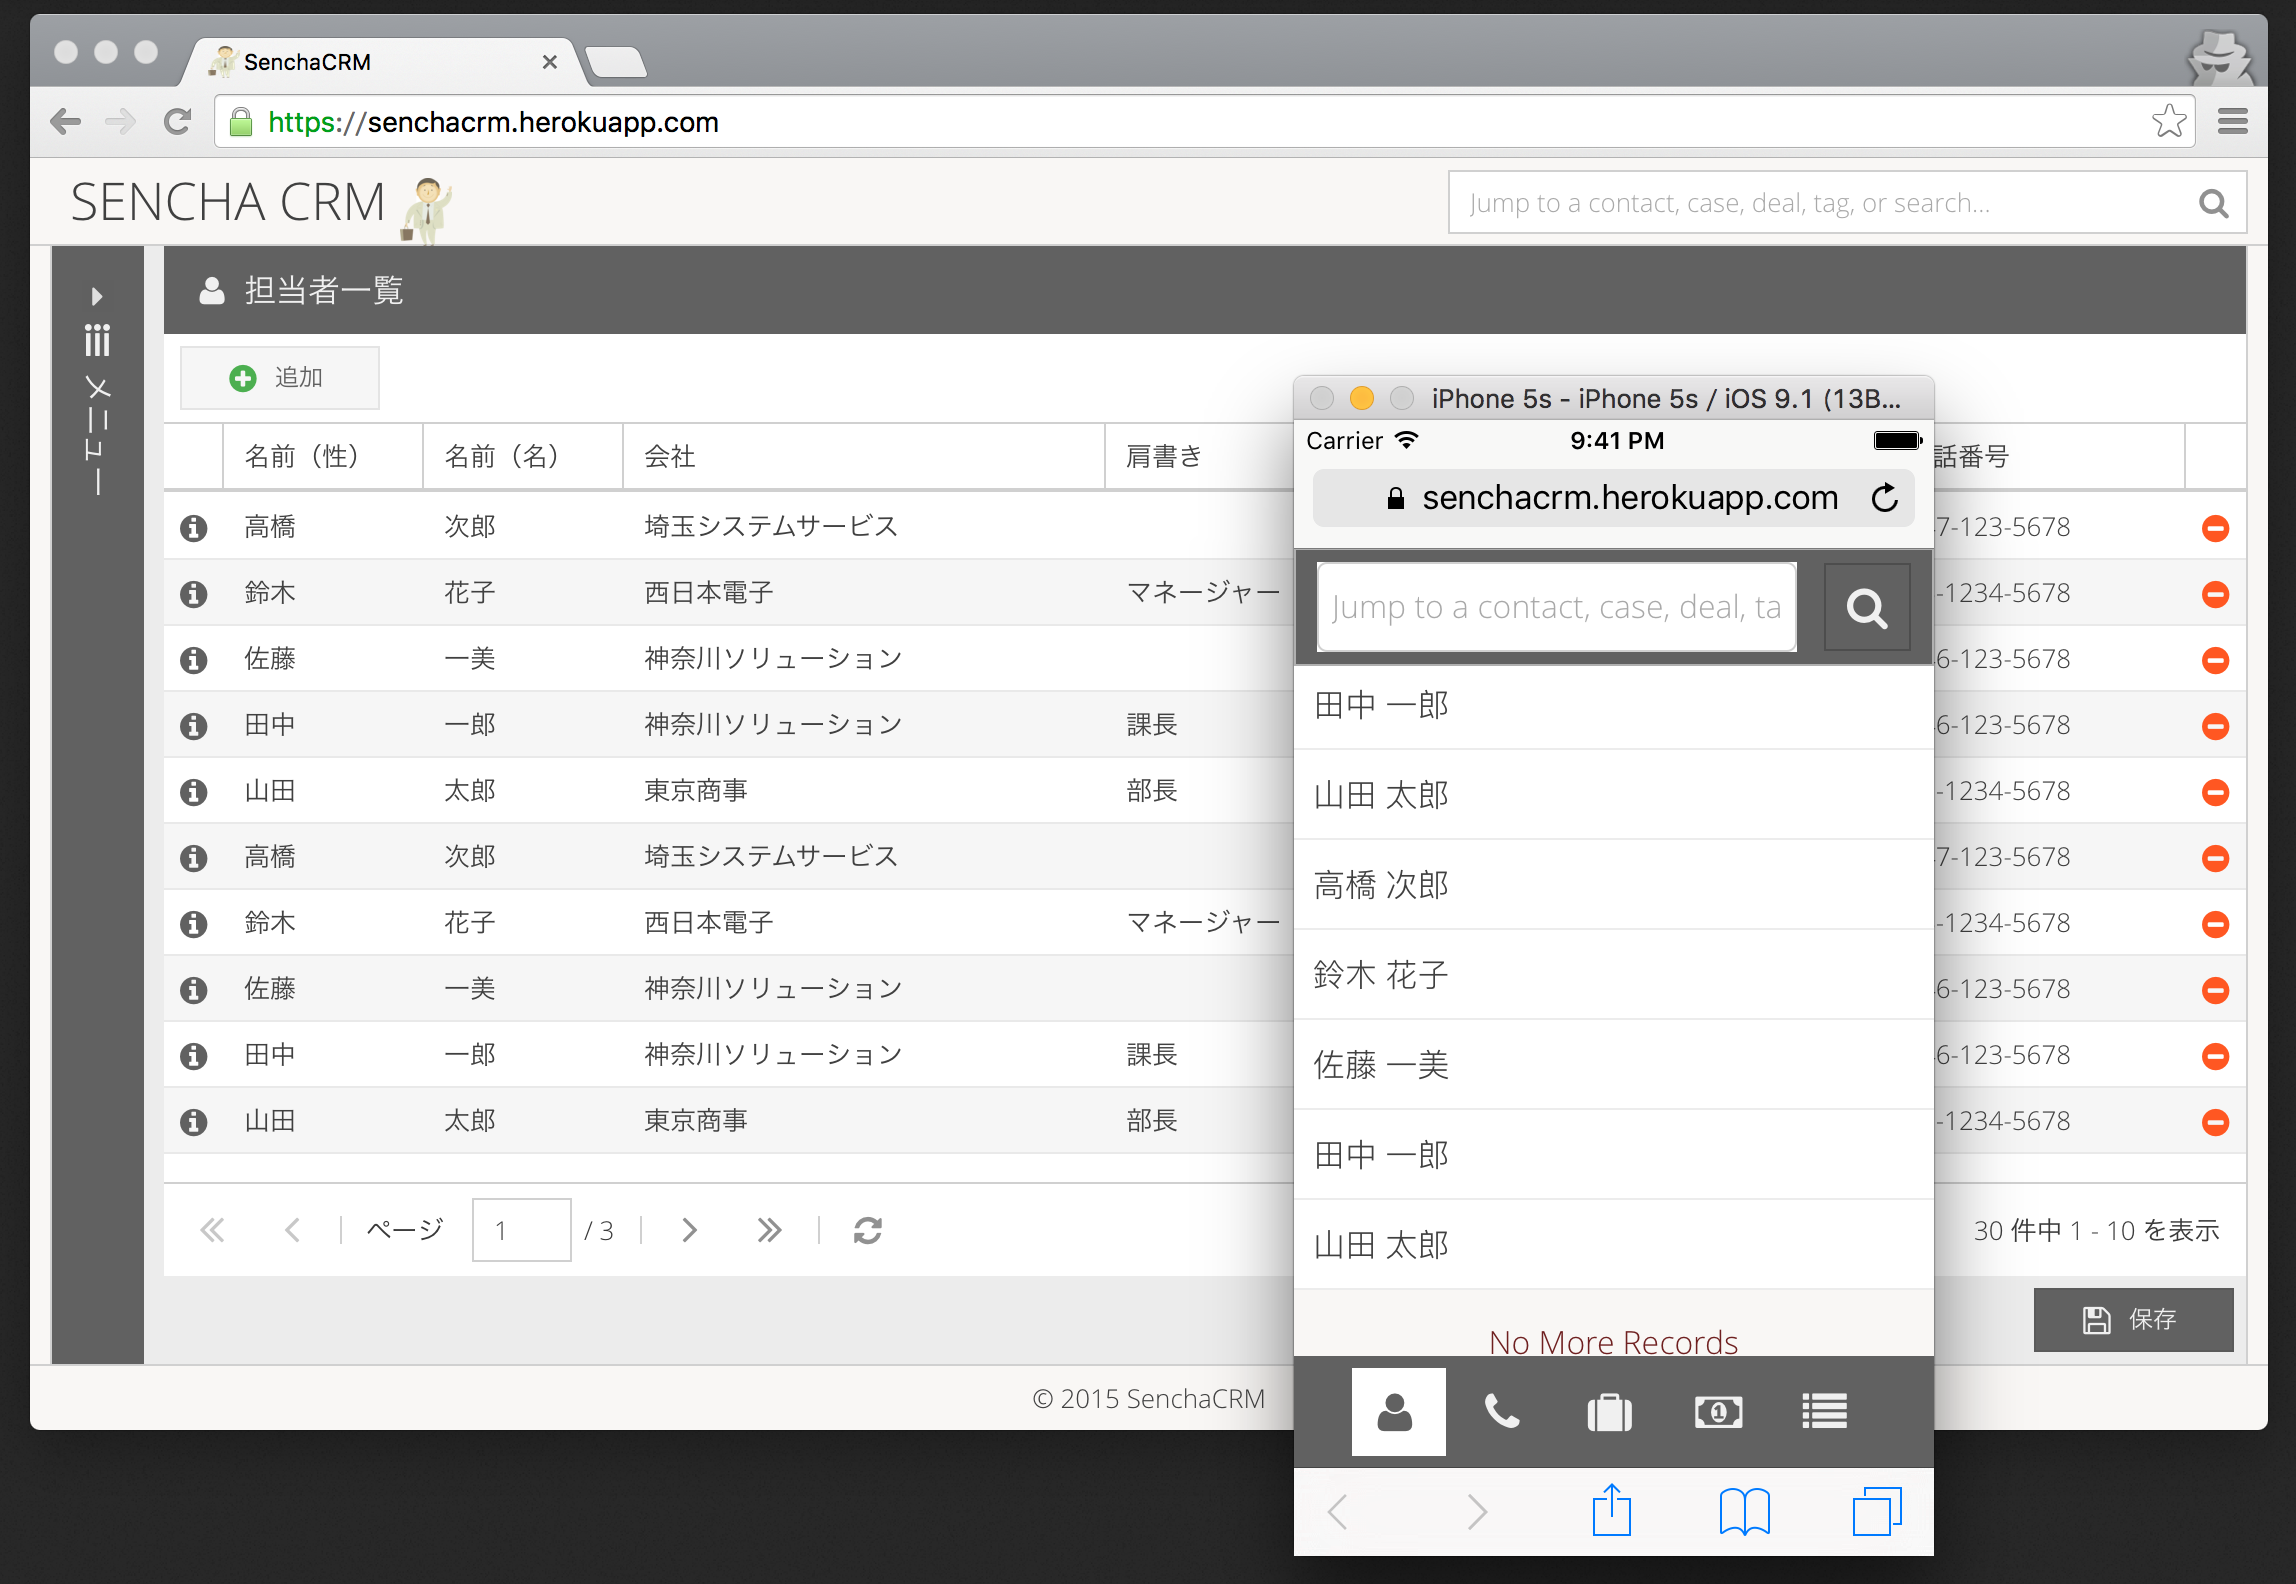 SenchaCRM
https://senchacrm.herokuapp.com
SENCHA CRM
Jump to a contact, case, deal, tag, or search...
メニュー
担当者一覧
追加
名前（性） 名前（名） 会社 肩書き 話番号
高橋 次郎 埼玉システムサービス 7-123-5678
鈴木 花子 西日本電子 マネージャー -1234-5678
佐藤 一美 神奈川ソリューション 6-123-5678
田中 一郎 神奈川ソリューション 課長 6-123-5678
山田 太郎 東京商事 部長 -1234-5678
高橋 次郎 埼玉システムサービス 7-123-5678
鈴木 花子 西日本電子 マネージャー -1234-5678
佐藤 一美 神奈川ソリューション 6-123-5678
田中 一郎 神奈川ソリューション 課長 6-123-5678
山田 太郎 東京商事 部長 -1234-5678
ページ 1 / 3
30 件中 1 - 10 を表示
保存
© 2015 SenchaCRM
iPhone 5s - iPhone 5s / iOS 9.1 (13B...
Carrier 9:41 PM
senchacrm.herokuapp.com
Jump to a contact, case, deal, ta
田中 一郎
山田 太郎
高橋 次郎
鈴木 花子
佐藤 一美
田中 一郎
山田 太郎
No More Records